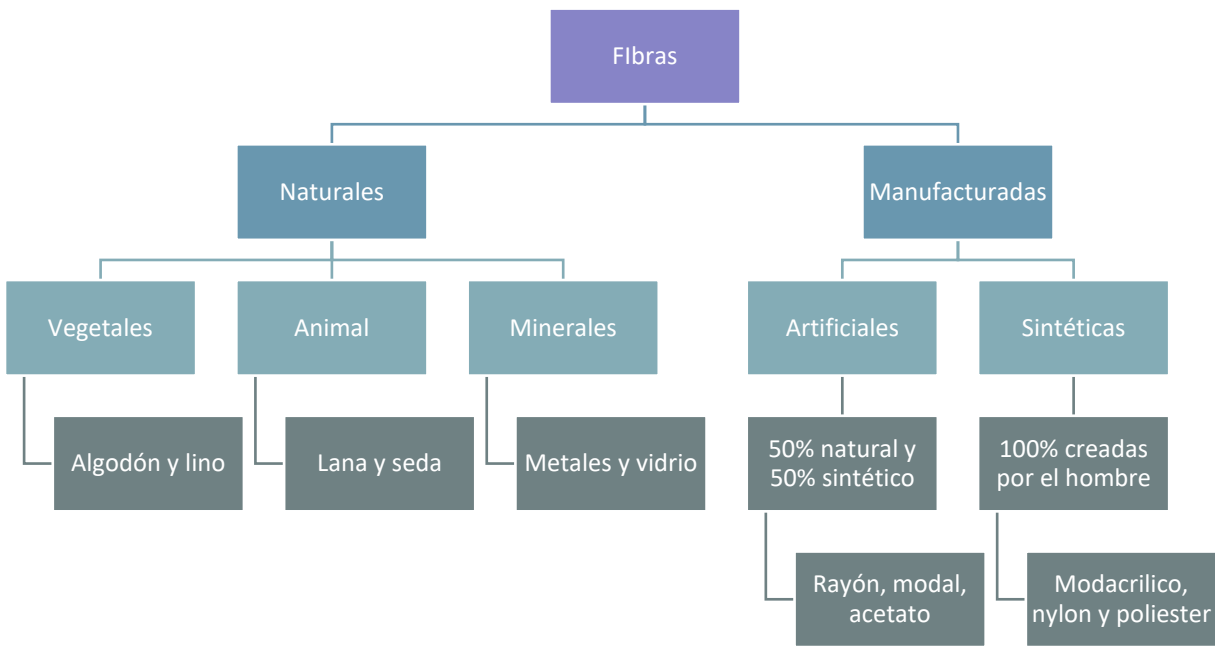 FIbras
Naturales
Manufacturadas
Vegetales
Animal
Minerales
Artificiales
Sintéticas
Algodón y lino
Lana y seda
Metales y vidrio
50% natural y
50% sintético
100% creadas
por el hombre
Rayón, modal,
acetato
Modacrilico,
nylon y poliester